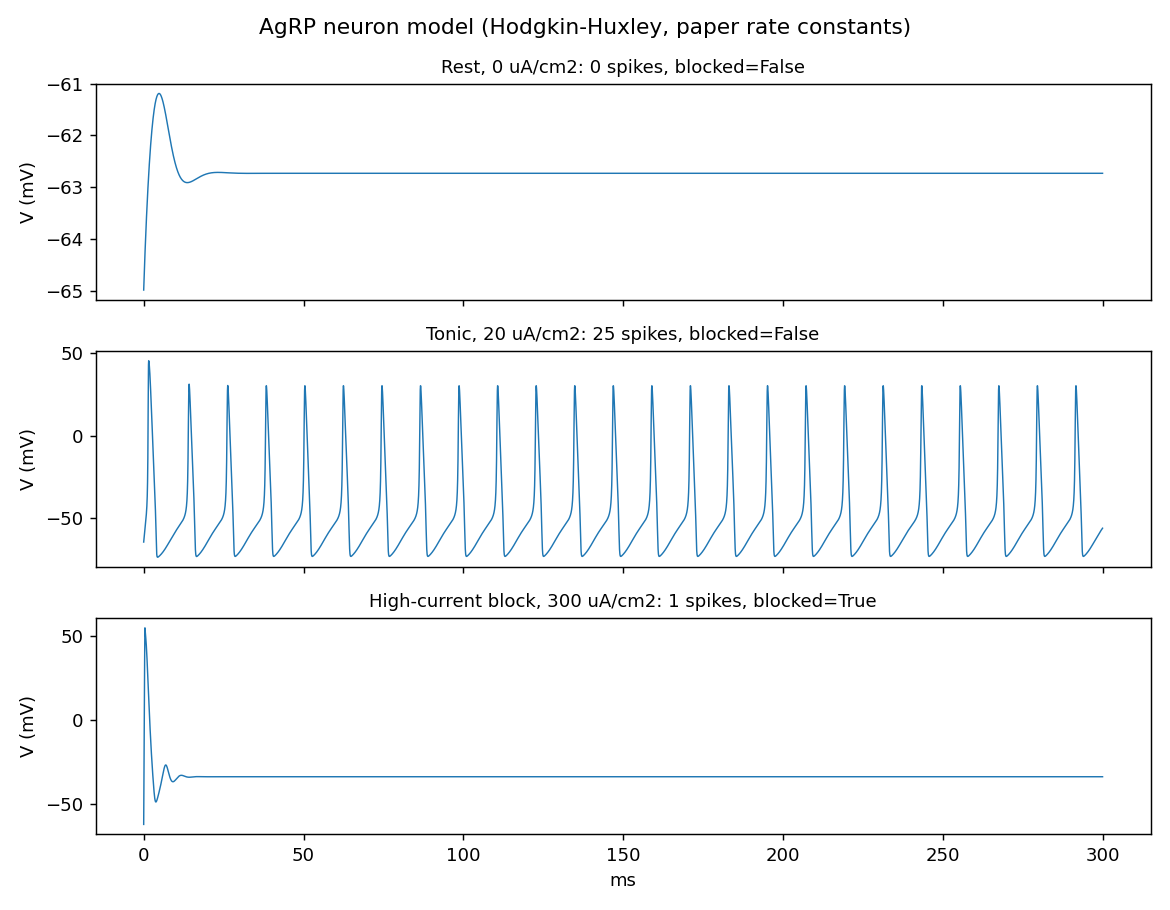 AgRP neuron model (Hodgkin-Huxley, paper rate constants)
Rest, 0 uA/cm2: 0 spikes, blocked=False
V (mV)
−61
−62
−63
−64
−65
Tonic, 20 uA/cm2: 25 spikes, blocked=False
V (mV)
50
0
−50
High-current block, 300 uA/cm2: 1 spikes, blocked=True
V (mV)
50
0
−50
0 50 100 150 200 250 300
ms